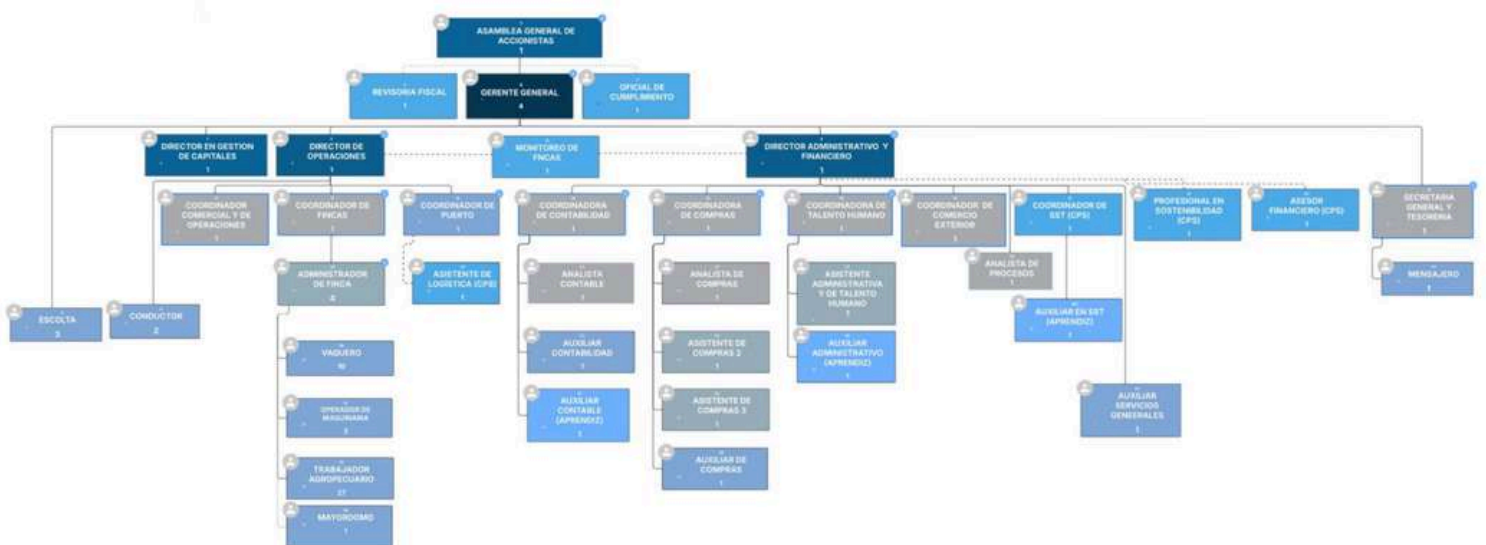 ASAMBLEA GENERAL DE
ACCIONISTAS
1
REVISORIA FISCAL
1
GERENTE GENERAL
4
OFICIAL DE
CUMPLIMIENTO
1
DIRECTOR EN GESTION
DE CAPITALES
1
DIRECTOR DE
OPERACIONES
1
MONITOREO DE
FINCAS
1
DIRECTOR ADMINISTRATIVO Y
FINANCIERO
1
COORDINADOR
COMERCIAL Y DE
OPERACIONES
1
COORDINADOR DE
FINCAS
1
COORDINADOR DE
PUERTO
1
COORDINADORA
DE CONTABILIDAD
1
COORDINADORA
DE COMPRAS
1
COORDINADORA DE
TALENTO HUMANO
1
COORDINADOR DE
COMERCIO
EXTERIOR
1
COORDINADOR DE
SST (CPS)
1
PROFESIONAL EN
SOSTENIBILIDAD (CPS)
1
ASESOR
FINANCIERO (CPS)
1
SECRETARIA
GENERAL Y
TESORERIA
1
ADMINISTRADOR
DE FINCA
ASISTENTE DE
LOGÍSTICA (CPS)
1
ANALISTA
CONTABLE
1
ANALISTA DE
COMPRAS
1
ASISTENTE
ADMINISTRATIVA
Y DE TALENTO
HUMANO
1
ANALISTA DE
PROCESOS
1
MENSAJERO
1
ESCOLTA
3
CONDUCTOR
2
AUXILIAR EN SST
(APRENDIZ)
1
VAQUERO
10
AUXILIAR
CONTABILIDAD
1
ASISTENTE DE
COMPRAS 2
1
AUXILIAR
ADMINISTRATIVO
(APRENDIZ)
1
OPERADOR DE
MAQUINARIA
AUXILIAR
CONTABLE
(APRENDIZ)
1
ASISTENTE DE
COMPRAS 3
1
AUXILIAR
SERVICIOS
GENEERALES
1
TRABAJADOR
AGROPECUARIO
27
AUXILIAR DE
COMPRAS
1
MAYORDOMO
1